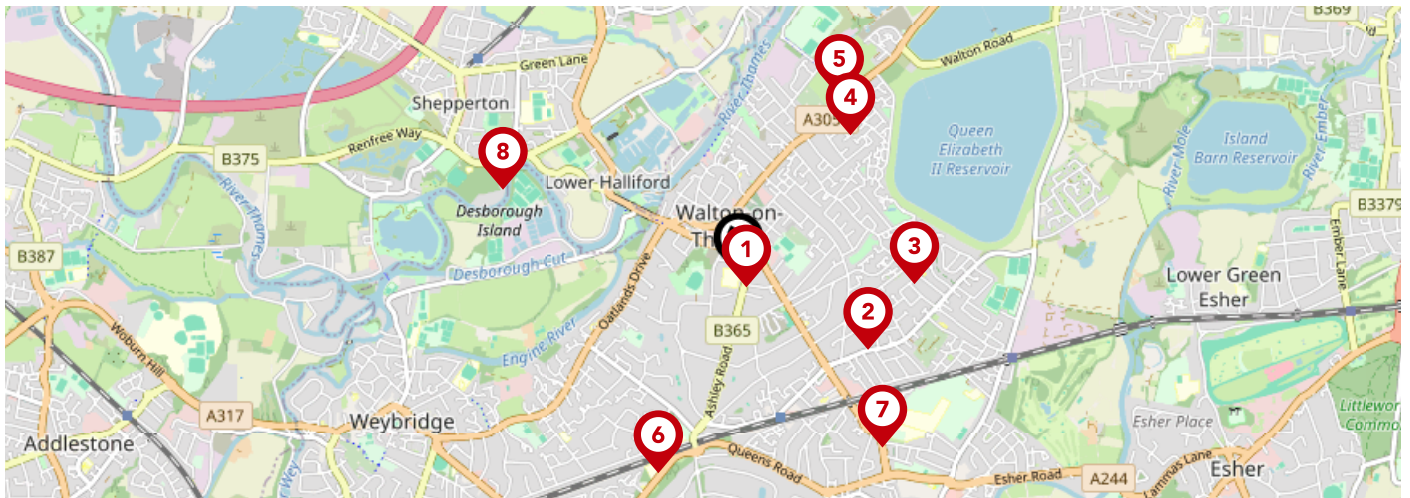 B369
Green Lane
Walton Road
River Thames
5
Shepperton
4
A305
Renfree Way
8
B375
Queen
Elizabeth
II Reservoir
Island
Barn Reservoir
River Mole
River Ember
Lower Halliford
River Thames
Desborough
Island
Walton-on-
Th
1
3
B3379
B387
Desborough Cut
Oatlands Drive
Ember Lane
Lower Green
Esher
2
B365
Engine River
Woburn Hill
Ashley Road
A317
Weybridge
7
6
Esher Place
Addlestone
Queens Road
Esher Road
A244
Lammas Lane
Esher
Wey